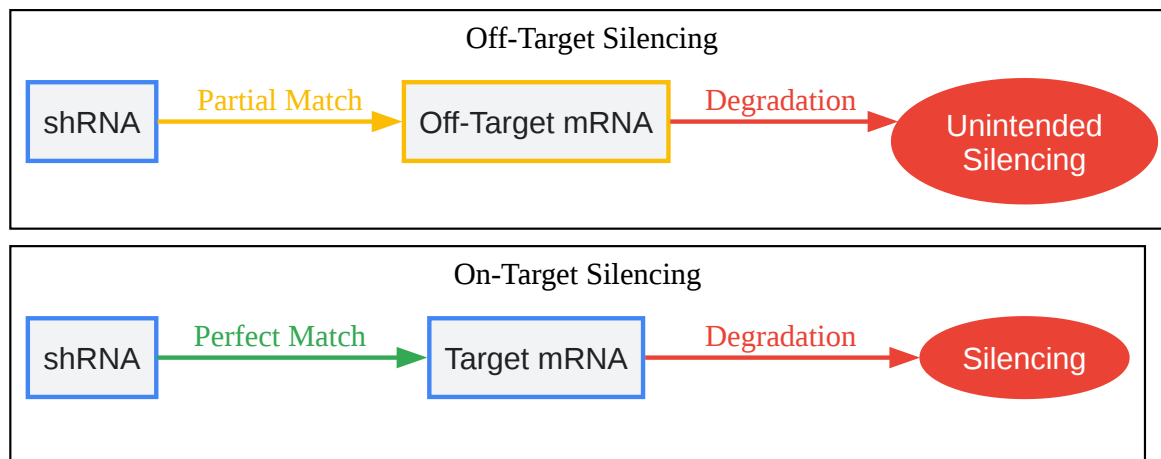 Off-Target Silencing
shRNA
Partial Match
Off-Target mRNA
Degradation
Unintended
Silencing
On-Target Silencing
shRNA
Perfect Match
Target mRNA
Degradation
Silencing